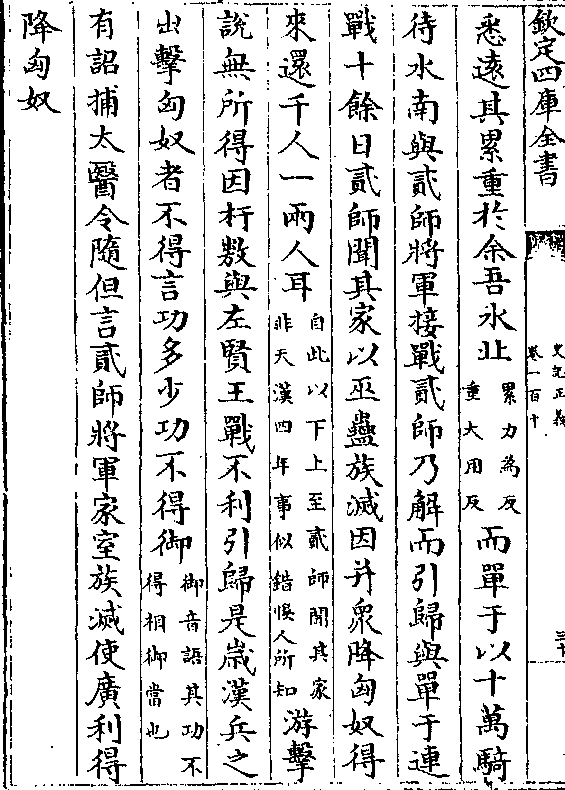 欽定四庫全書
史記正義
卷一百十
三十
悉遠其累重於余吾水北累力為反重大用反而單于以十萬騎
待水南與貳師將軍接戰貳師乃解而引歸與單于連
戰十餘日貳師聞其家以巫蠱族滅因并衆降匈奴得
來還千人一兩人耳自此以下上至貳師聞其家非天漢四年事似錯悞人所知游擊
說無所得因杅敖與左賢王戰不利引歸是嵗漢兵之
出擊匈奴者不得言功多少功不得御御音語其功不得相御當也
有詔捕太醫令隨但言貳師將軍家室族滅使廣利得
降匈奴